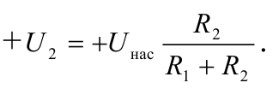 +U₂ = +Uнас R₂ / (R₁ + R₂).